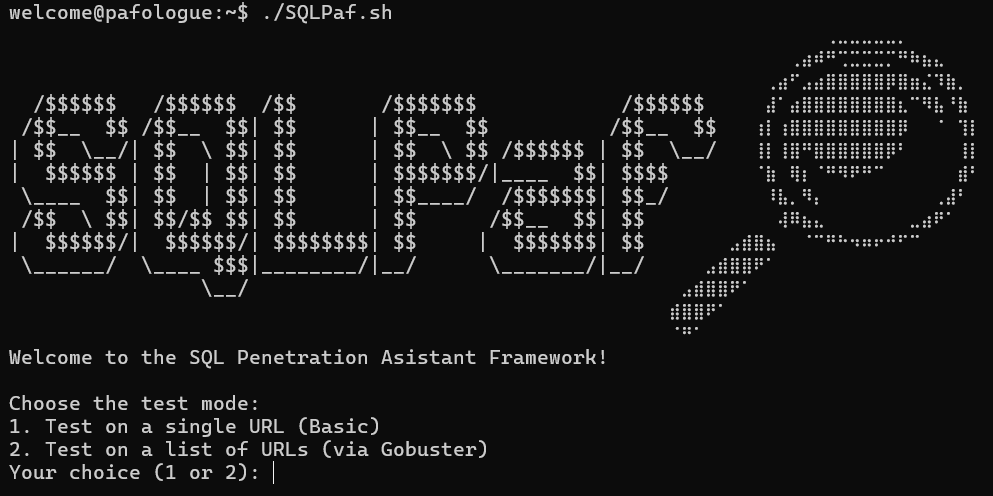 welcome@pafologue:~$ ./SQLPaf.sh
SQLPaf
Welcome to the SQL Penetration Asistant Framework!
Choose the test mode:
1. Test on a single URL (Basic)
2. Test on a list of URLs (via Gobuster)
Your choice (1 or 2):